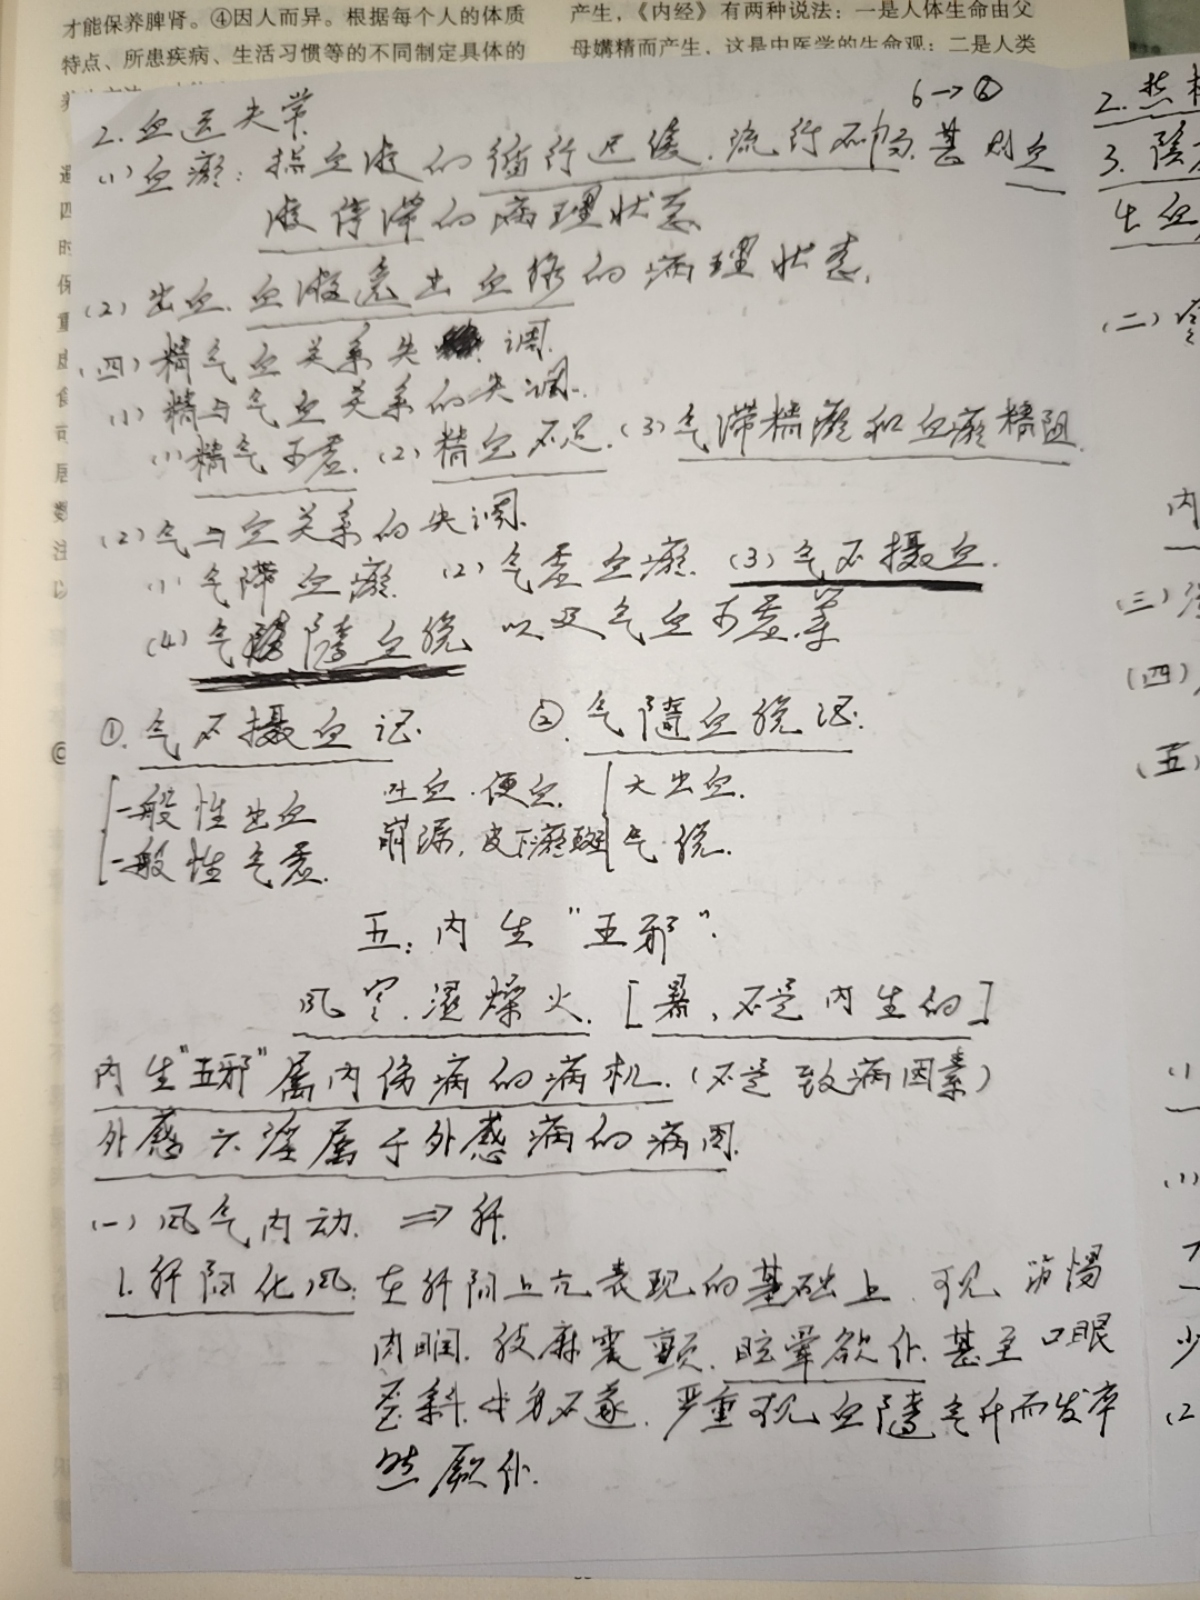 才能保养脾肾。④因人而异。根据每个人的体质
特点、所患疾病、生活习惯等的不同制定具体的
产生，《内经》有两种说法：一是人体生命由父
母媾精而产生，这是中医学的生命观；二是人类
6→⑥
2.血运失常
(1)血瘀：指血液的循行迟缓、流行不畅、甚则血
液停滞的病理状态
(2)出血、血液逸出血络的病理状态、
(四)精气血关系失 调、
(1)精与气血关系的失调、
(1)精气不虚、(2)精血不足、(3)气滞精瘀和血瘀精阻、
(2)气与血关系的失调、
(1)气滞血瘀、(2)气虚血瘀、(3)气不摄血、
(4)气随血脱 以及气血不虚等
①、气不摄血证、 ②、气随血脱证、
一般性出血 吐血、便血、 大出血、
一般性气虚、 崩漏、皮下瘀斑 气脱、
五、内生“五邪”：
风寒、湿燥火、[暑、不是内生的]
内生“五邪”属内伤病的病机、(不是致病因素)
外感六淫属于外感病的病因、
(一)风气内动、⇒肝、
1.肝阳化风：在肝阳上亢表现的基础上、可见 筋惕
肉瞤、肢麻震颤、眩晕欲仆、甚至口眼
歪斜、半身不遂、严重可见血随气升而发卒
然厥仆、
2.热
3.
生血
(二)
内
(三)
(四)
(五)
(1)
(1)
少
(2